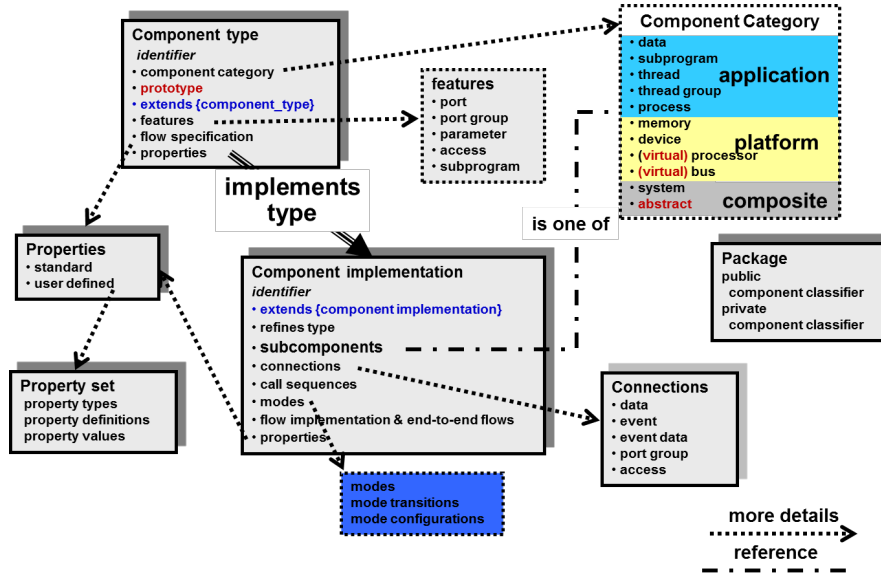 Component type
identifier
• component category
• prototype
• extends {component_type}
• features
• flow specification
• properties
implements
type
features
• port
• port group
• parameter
• access
• subprogram
Component Category
• data
• subprogram
• thread
• thread group
• process
application
• memory
• device
• (virtual) processor
• (virtual) bus
platform
• system
• abstract
composite
is one of
Properties
• standard
• user defined
Component implementation
identifier
• extends {component implementation}
• refines type
• subcomponents
• connections
• call sequences
• modes
• flow implementation & end-to-end flows
• properties
Package
public
component classifier
private
component classifier
Property set
property types
property definitions
property values
Connections
• data
• event
• event data
• port group
• access
modes
mode transitions
mode configurations
more details
reference